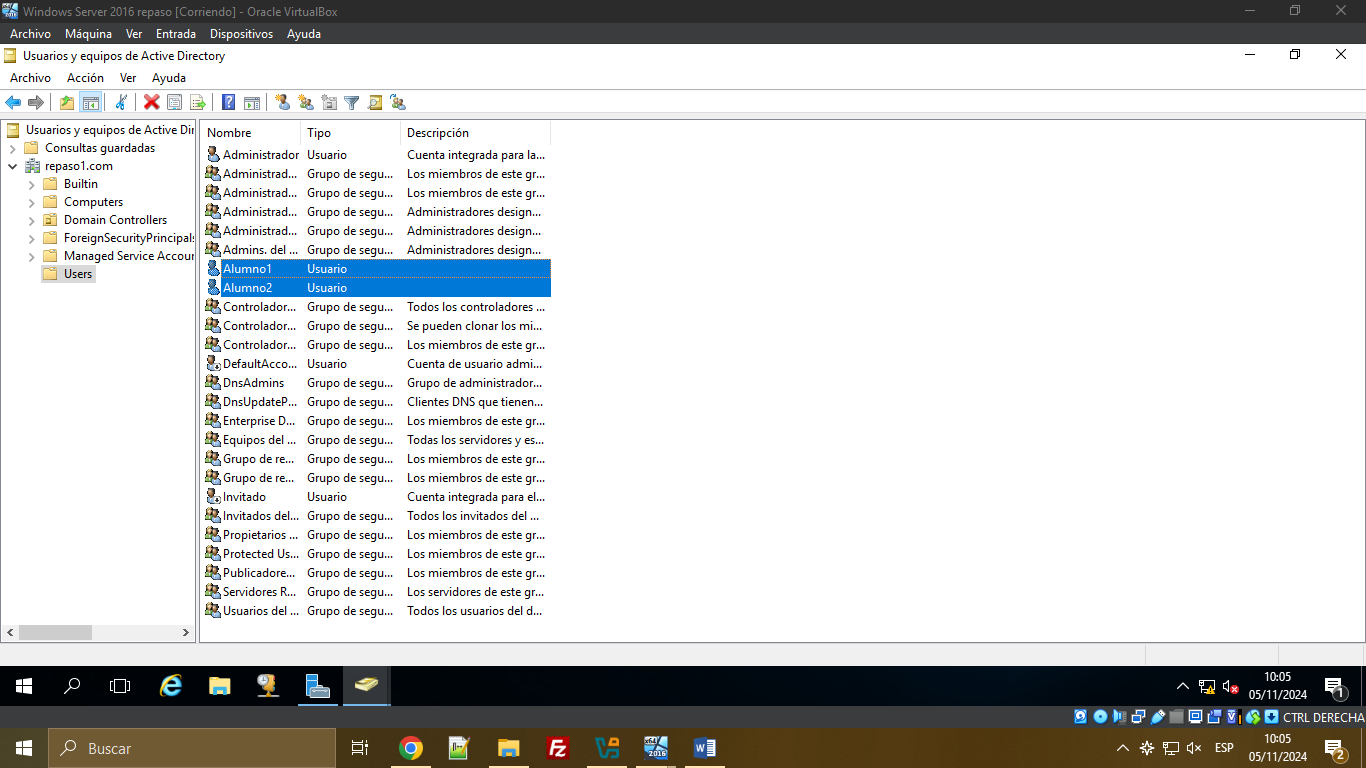 Windows Server 2016 repaso [Corriendo] - Oracle VirtualBox
Archivo Máquina Ver Entrada Dispositivos Ayuda
Usuarios y equipos de Active Directory
Archivo Acción Ver Ayuda
Usuarios y equipos de Active Dir
Consultas guardadas
repaso1.com
Builtin
Computers
Domain Controllers
ForeignSecurityPrincipals
Managed Service Accour
Users
Nombre Tipo Descripción
Administrador Usuario Cuenta integrada para la...
Administrad... Grupo de segu... Los miembros de este gr...
Administrad... Grupo de segu... Los miembros de este gr...
Administrad... Grupo de segu... Administradores design...
Administrad... Grupo de segu... Administradores design...
Admins. del ... Grupo de segu... Administradores design...
Alumno1 Usuario
Alumno2 Usuario
Controlador... Grupo de segu... Todos los controladores ...
Controlador... Grupo de segu... Se pueden clonar los mi...
Controlador... Grupo de segu... Los miembros de este gr...
DefaultAcco... Usuario Cuenta de usuario admi...
DnsAdmins Grupo de segu... Grupo de administrador...
DnsUpdateP... Grupo de segu... Clientes DNS que tienen...
Enterprise D... Grupo de segu... Los miembros de este gr...
Equipos del ... Grupo de segu... Todas los servidores y es...
Grupo de re... Grupo de segu... Los miembros de este gr...
Grupo de re... Grupo de segu... Los miembros de este gr...
Invitado Usuario Cuenta integrada para el...
Invitados del... Grupo de segu... Todos los invitados del ...
Propietarios ... Grupo de segu... Los miembros de este gr...
Protected Us... Grupo de segu... Los miembros de este gr...
Publicadore... Grupo de segu... Los miembros de este gr...
Servidores R... Grupo de segu... Los servidores de este gr...
Usuarios del ... Grupo de segu... Todos los usuarios del d...
10:05
05/11/2024
1
CTRL DERECHA
Buscar
x64
2016
ESP
10:05
05/11/2024
2